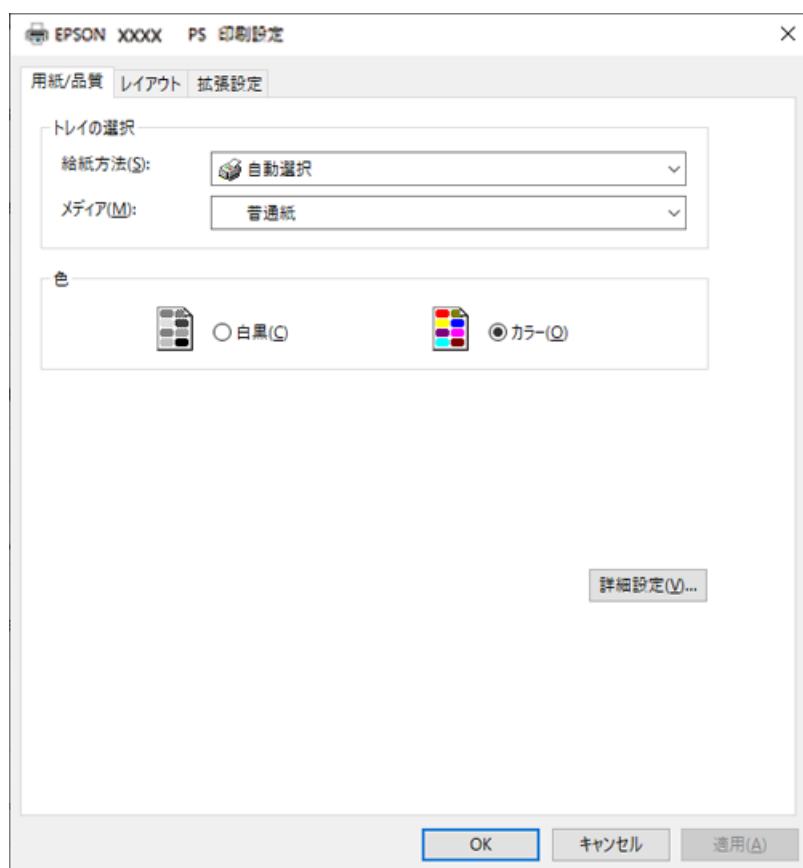 EPSON XXXX PS 印刷設定
用紙/品質 レイアウト 拡張設定
トレイの選択
給紙方法(S): 自動選択
メディア(M): 普通紙
色
白黒(C) カラー(O)
詳細設定(V)...
OK キャンセル 適用(A)